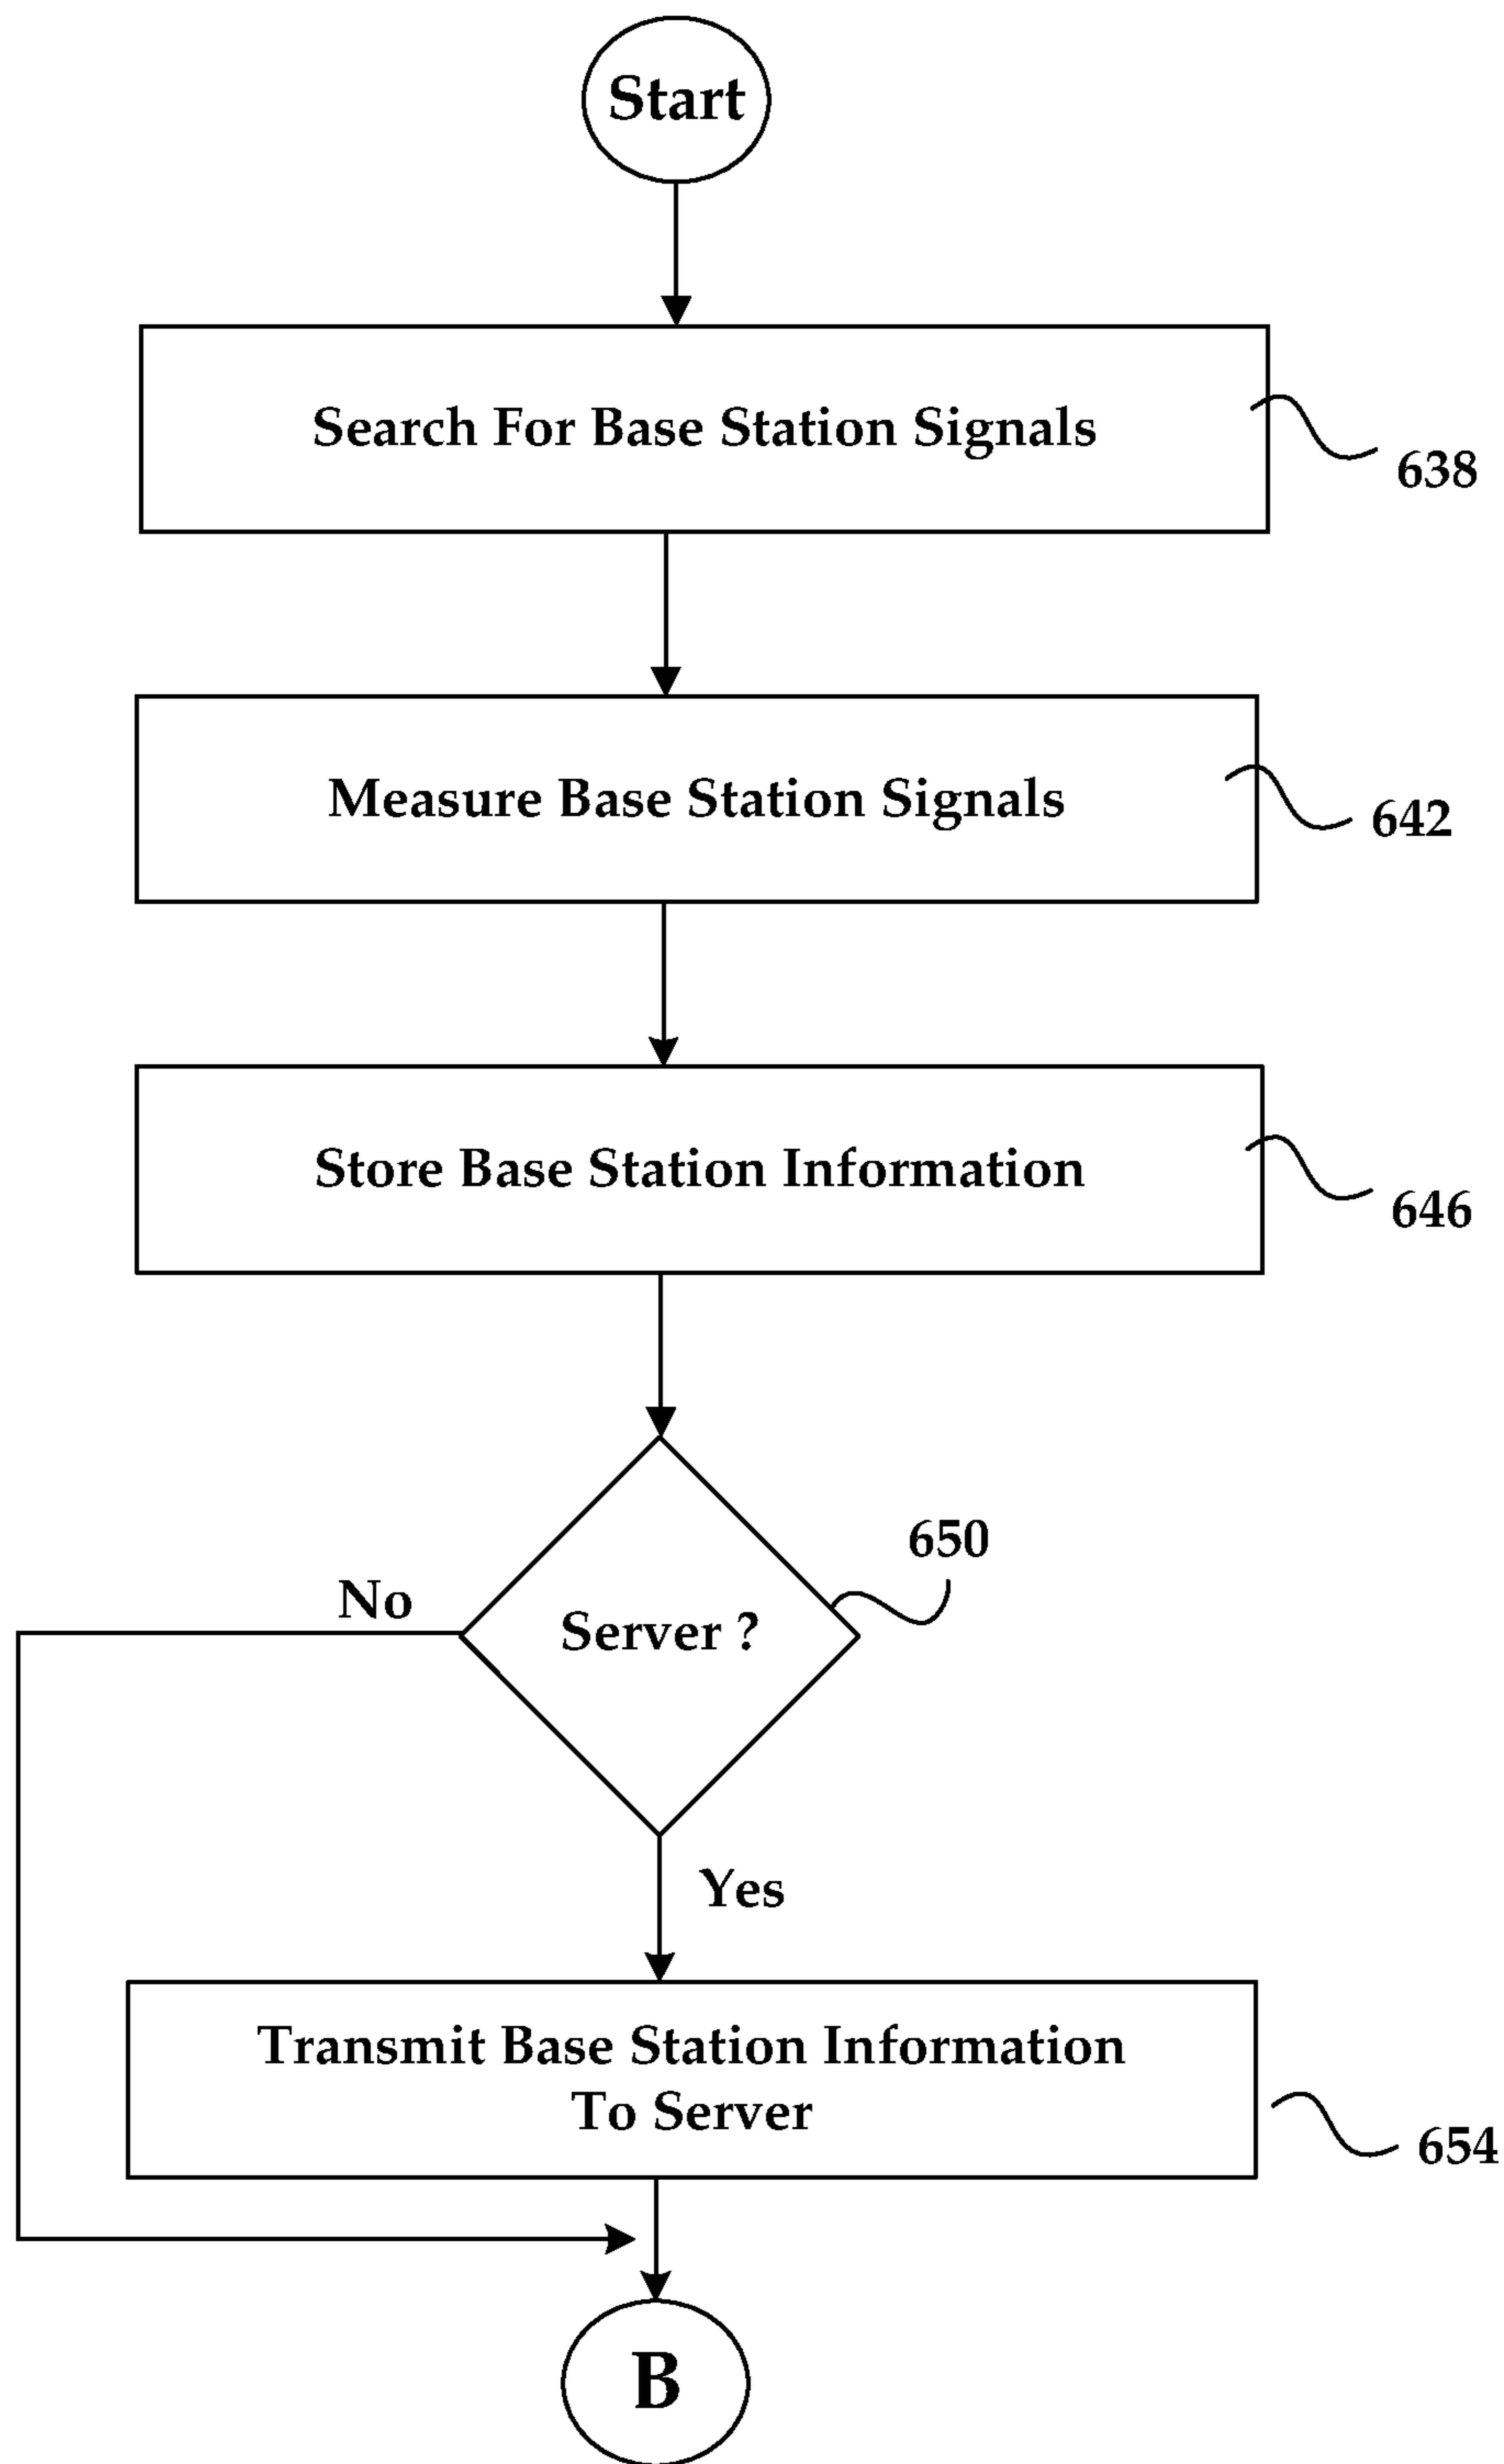 Start
Search For Base Station Signals
638
Measure Base Station Signals
642
Store Base Station Information
646
650
No
Server ?
Yes
Transmit Base Station Information
To Server
654
B